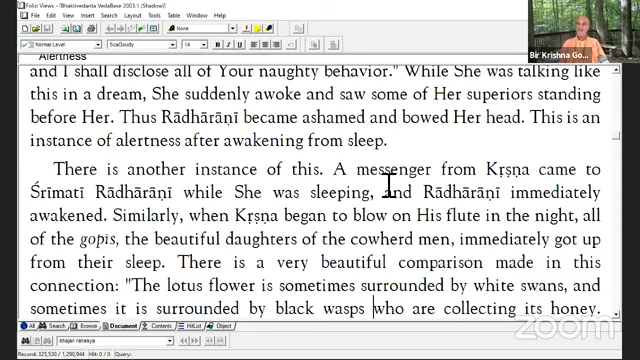 Folio Views - [Bhaktivedanta VedaBase 2003.1 (Shadow)]
File Edit View Search Layout Insert Tools Customize Window Help
<None>
Normal Level ScaGoudy 14
Alertness
and I shall disclose all of Your naughty behavior." While She was talking like
this in a dream, She suddenly awoke and saw some of Her superiors standing
before Her. Thus Rādhārāṇī became ashamed and bowed Her head. This is an
instance of alertness after awakening from sleep.
There is another instance of this. A messenger from Kṛṣṇa came to
Śrīmatī Rādhārāṇī while She was sleeping, and Rādhārāṇī immediately
awakened. Similarly, when Kṛṣṇa began to blow on His flute in the night, all
of the gopīs, the beautiful daughters of the cowherd men, immediately got up
from their sleep. There is a very beautiful comparison made in this
connection: "The lotus flower is sometimes surrounded by white swans, and
sometimes it is surrounded by black wasps who are collecting its honey.
All Search Browse Document Contents HitList Object
bhajan rahasya
Record: 325,530 / 1,290,944 Hit: 0 / 0
Bir Krishna Go...
zoom